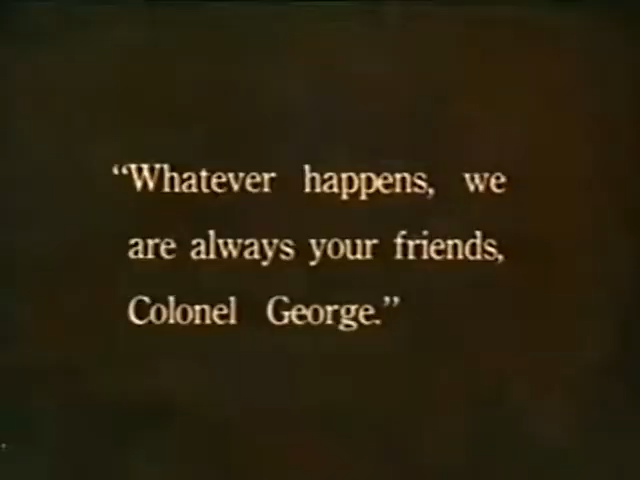 “Whatever happens, we
are always your friends,
Colonel George.”